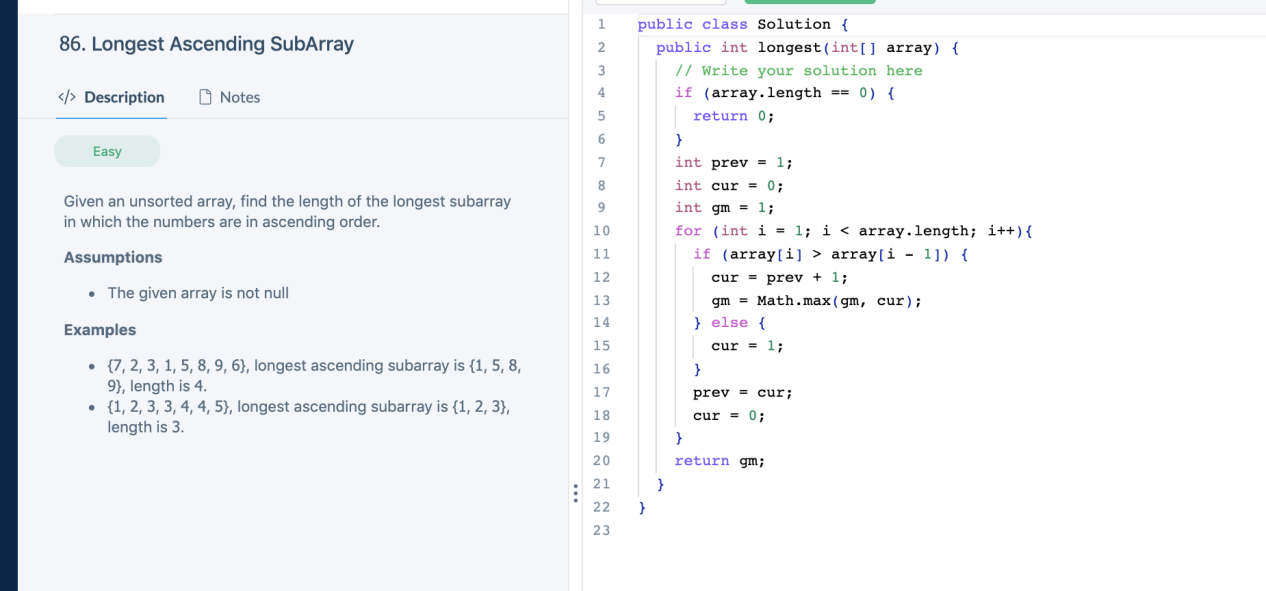 86. Longest Ascending SubArray
</> Description
Notes
Easy
Given an unsorted array, find the length of the longest subarray
in which the numbers are in ascending order.
Assumptions
• The given array is not null
Examples
• {7, 2, 3, 1, 5, 8, 9, 6}, longest ascending subarray is {1, 5, 8,
9}, length is 4.
• {1, 2, 3, 3, 4, 4, 5}, longest ascending subarray is {1, 2, 3},
length is 3.
1 public class Solution {
2   public int longest(int[] array) {
3     // Write your solution here
4     if (array.length == 0) {
5       return 0;
6     }
7     int prev = 1;
8     int cur = 0;
9     int gm = 1;
10     for (int i = 1; i < array.length; i++){
11       if (array[i] > array[i - 1]) {
12         cur = prev + 1;
13         gm = Math.max(gm, cur);
14       } else {
15         cur = 1;
16       }
17       prev = cur;
18       cur = 0;
19     }
20     return gm;
21   }
22 }
23